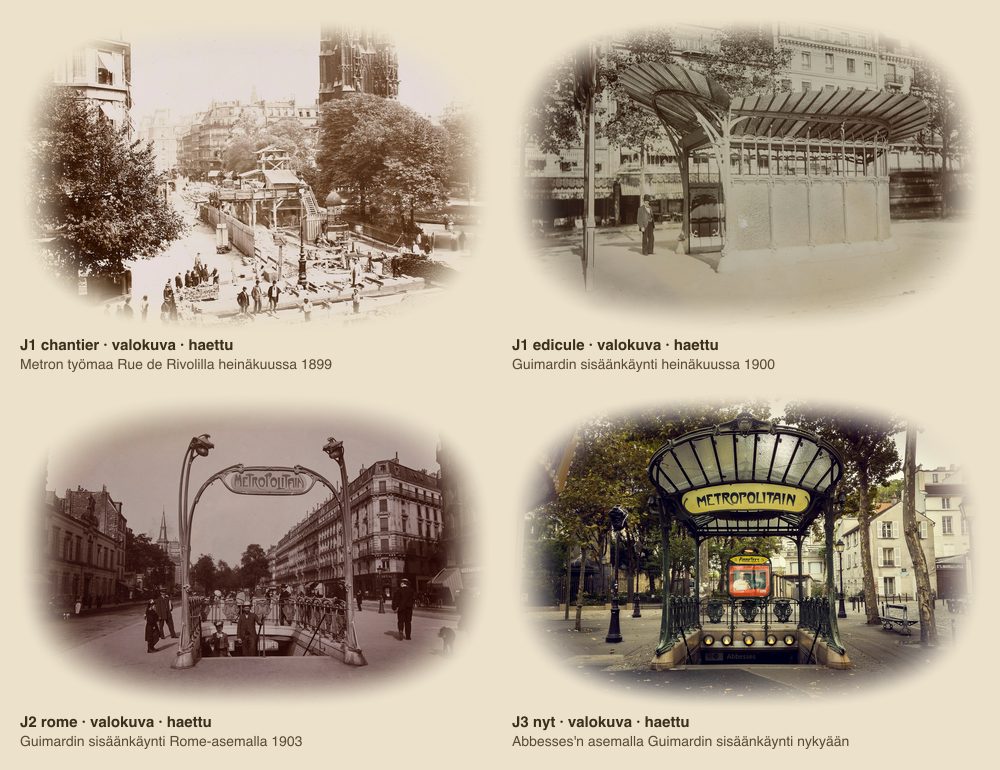 J1 chantier · valokuva · haettu
Metron työmaa Rue de Rivolilla heinäkuussa 1899
J1 edicule · valokuva · haettu
Guimardin sisäänkäynti heinäkuussa 1900
METROPOLITAIN
J2 rome · valokuva · haettu
Guimardin sisäänkäynti Rome-asemalla 1903
METROPOLITAIN
Abbesses
J3 nyt · valokuva · haettu
Abbesses'n asemalla Guimardin sisäänkäynti nykyään